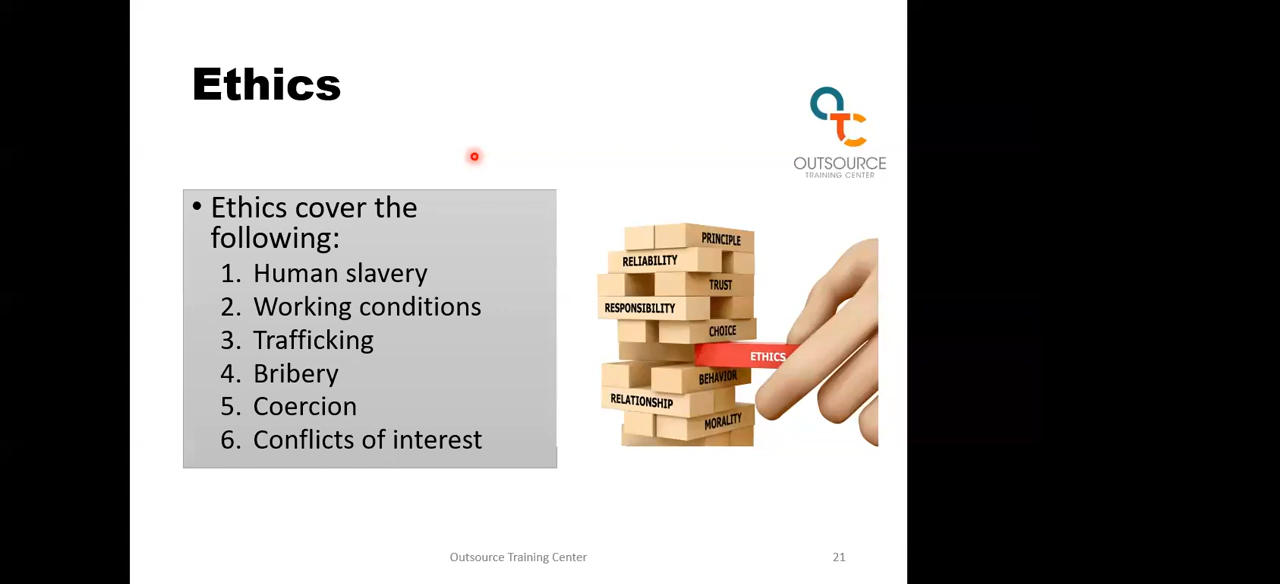 Ethics
OUTSOURCE
TRAINING CENTER
• Ethics cover the
following:
1. Human slavery
2. Working conditions
3. Trafficking
4. Bribery
5. Coercion
6. Conflicts of interest
PRINCIPLE
RELIABILITY
TRUST
RESPONSIBILITY
CHOICE
ETHICS
BEHAVIOR
RELATIONSHIP
MORALITY
Outsource Training Center
21